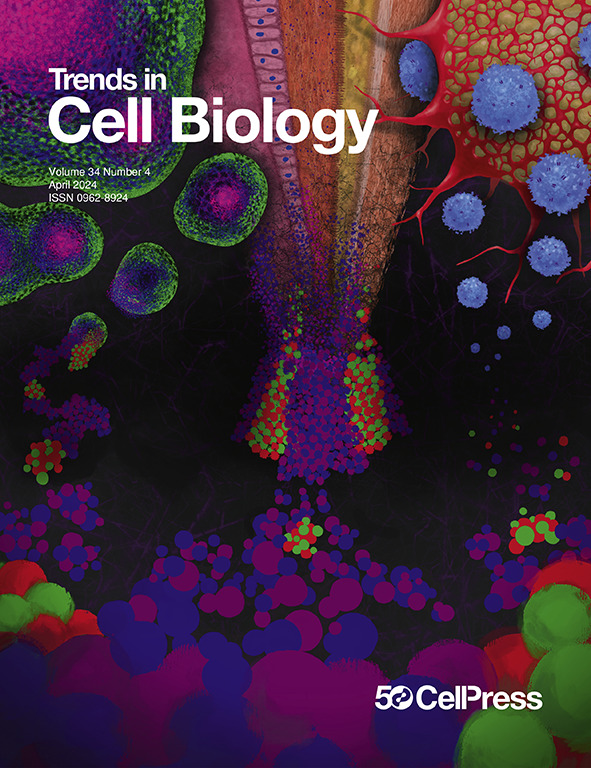 Trends in
Cell Biology
Volume 34 Number 4
April 2024
ISSN 0962-8924
50 CellPress